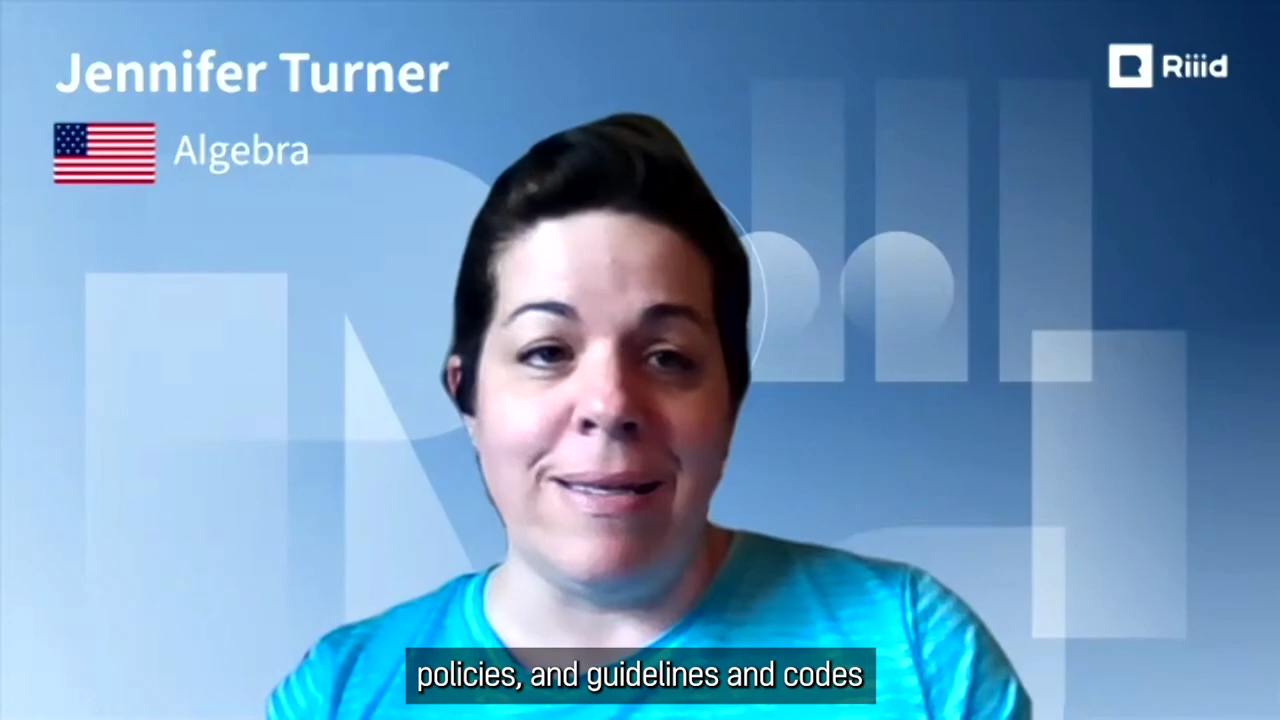 Jennifer Turner
Riiid
Algebra
policies, and guidelines and codes